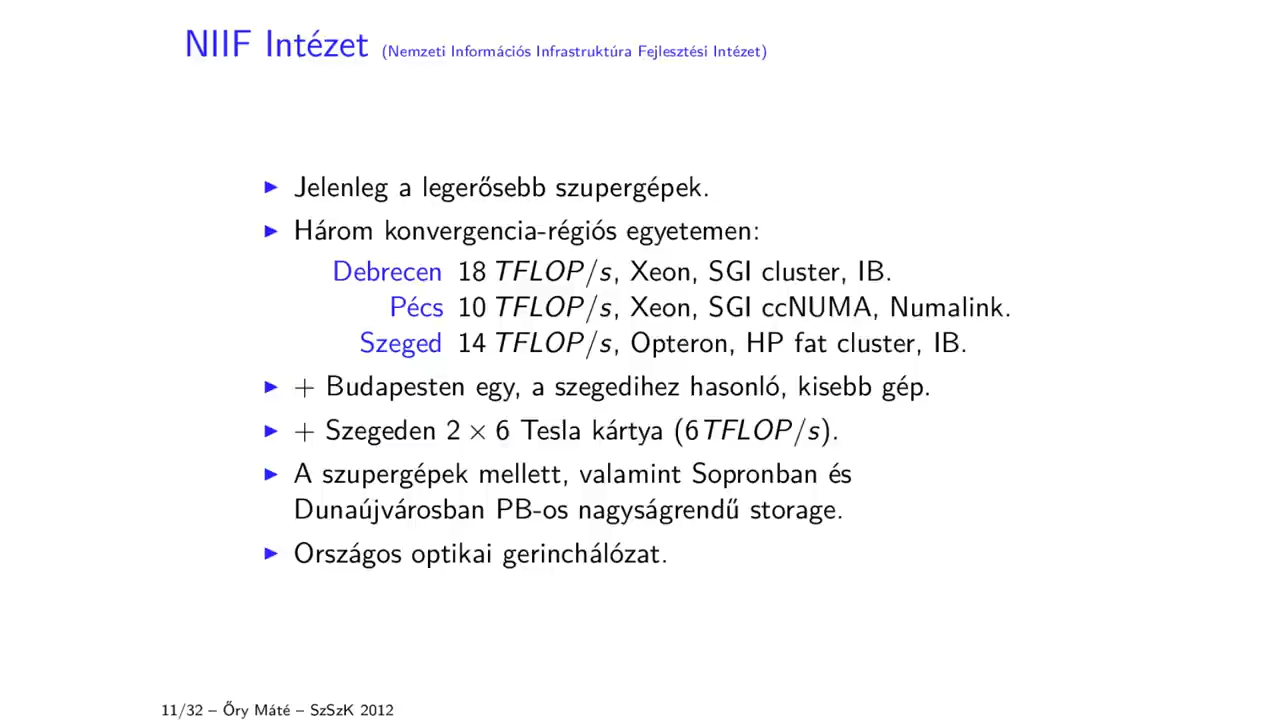 NIIF Intézet (Nemzeti Információs Infrastruktúra Fejlesztési Intézet)
▶ Jelenleg a legerősebb szupergépek.
▶ Három konvergencia-régiós egyetemen:
Debrecen 18 TFLOP/s, Xeon, SGI cluster, IB.
Pécs 10 TFLOP/s, Xeon, SGI ccNUMA, Numalink.
Szeged 14 TFLOP/s, Opteron, HP fat cluster, IB.
▶ + Budapesten egy, a szegedihez hasonló, kisebb gép.
▶ + Szegeden 2 × 6 Tesla kártya (6TFLOP/s).
▶ A szupergépek mellett, valamint Sopronban és
Dunaújvárosban PB-os nagyságrendű storage.
▶ Országos optikai gerinchálózat.
11/32 – Őry Máté – SzSzK 2012